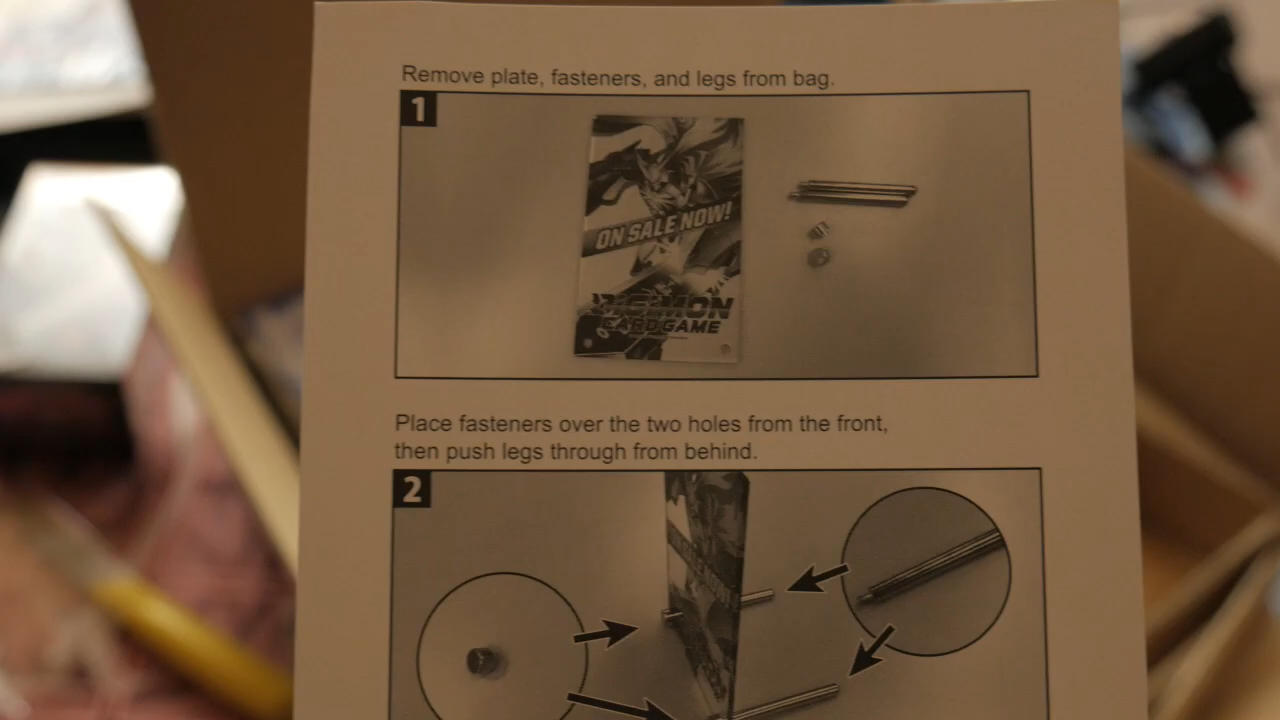 Remove plate, fasteners, and legs from bag.
1
ON SALE NOW!
DIGIMON
CARD GAME
Place fasteners over the two holes from the front,
then push legs through from behind.
2